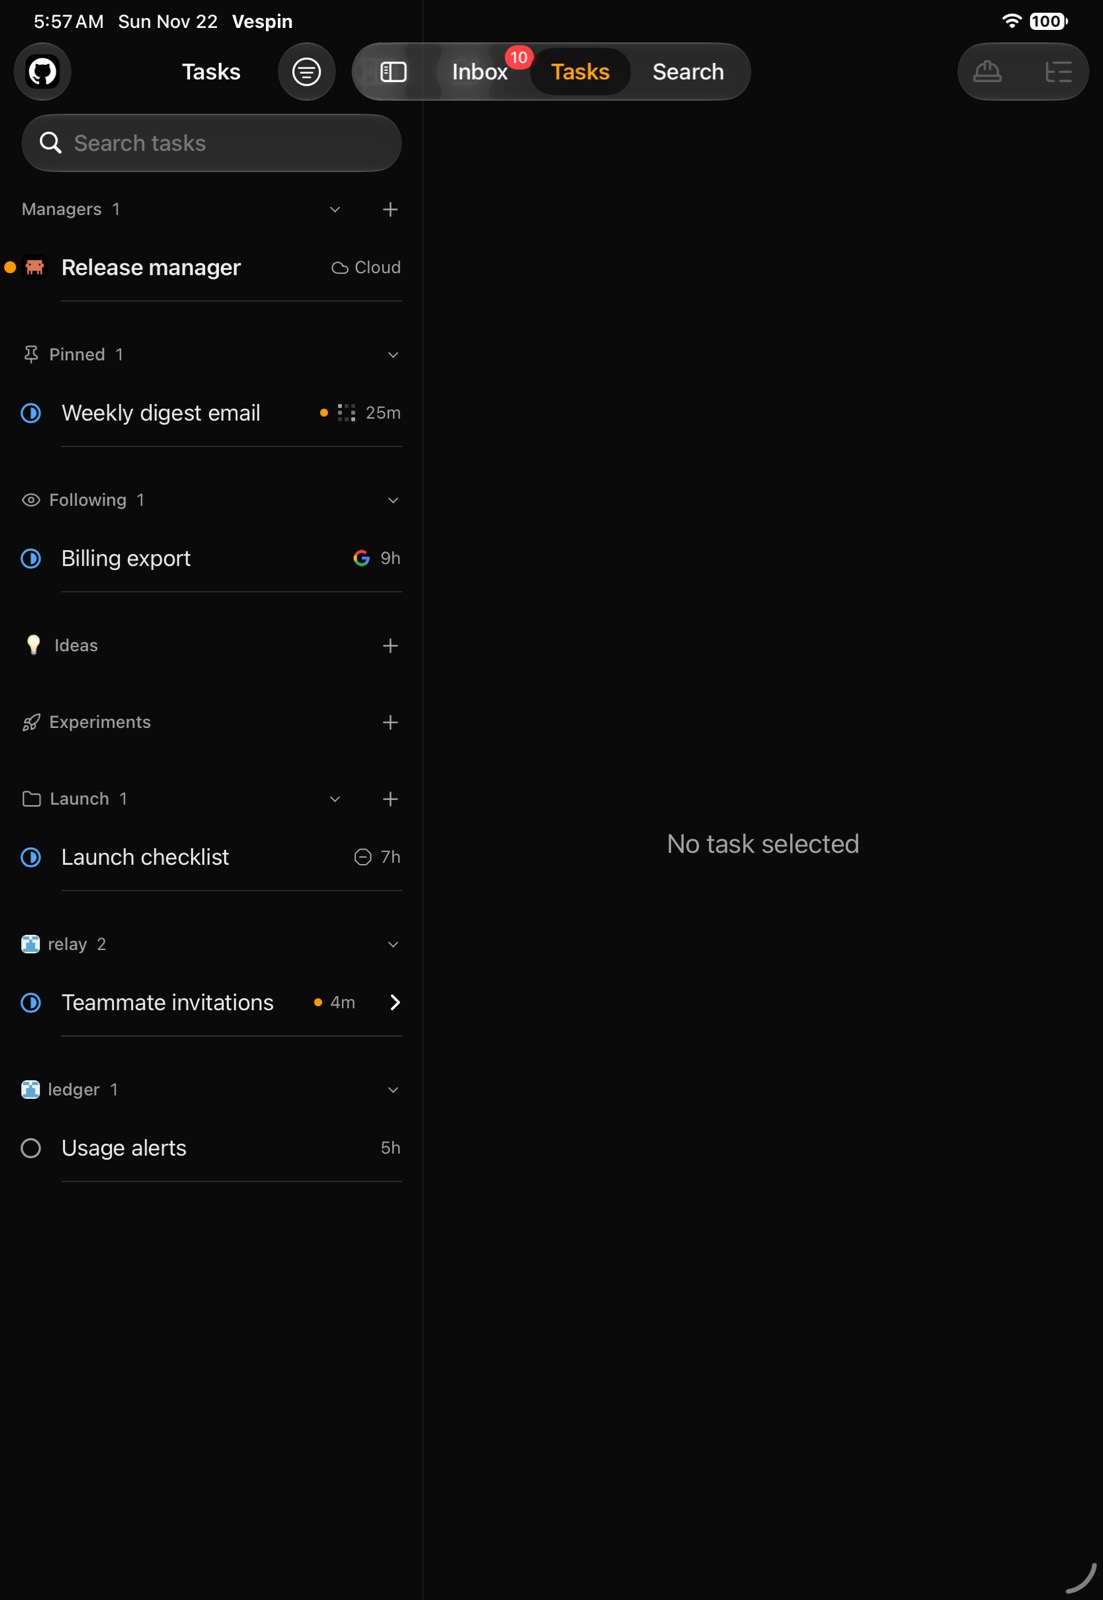 5:57 AM Sun Nov 22 Vespin 100
Tasks Inbox 10 Tasks Search
Search tasks
Managers 1
Release manager Cloud
Pinned 1
Weekly digest email 25m
Following 1
Billing export 9h
Ideas
Experiments
Launch 1
Launch checklist 7h
No task selected
relay 2
Teammate invitations 4m
ledger 1
Usage alerts 5h